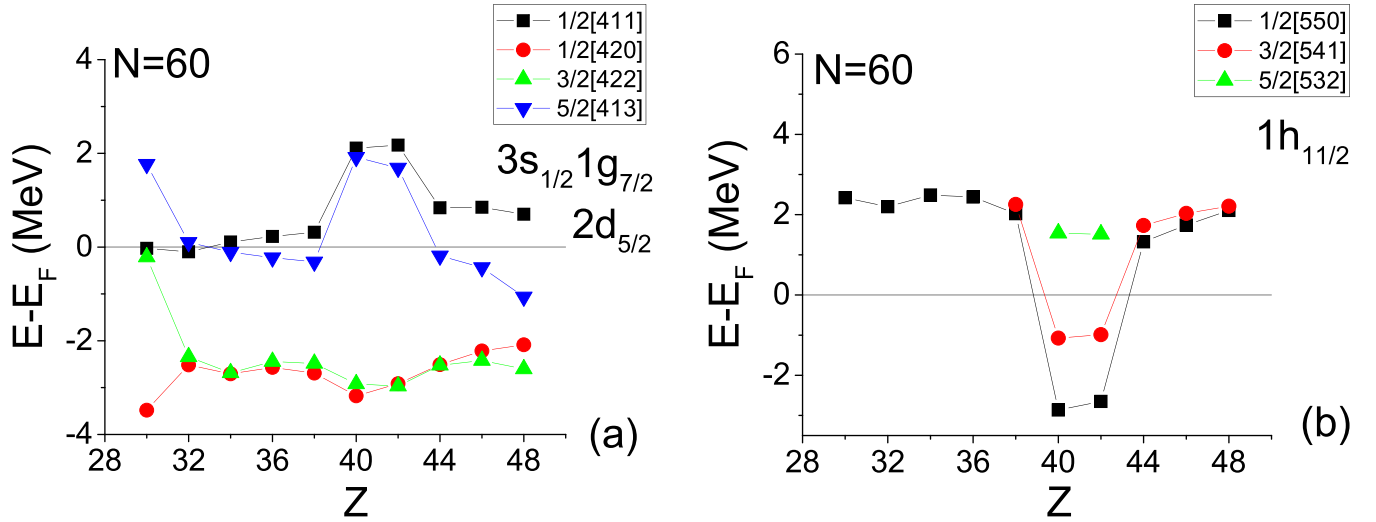 1/2[411]
1/2[420]
3/2[422]
5/2[413]
N=60
3s1/2 1g7/2
2d5/2
E-EF (MeV)
4
2
0
-2
-4
28 32 36 40 44 48
Z
(a)
1/2[550]
3/2[541]
5/2[532]
N=60
1h11/2
E-EF (MeV)
6
4
2
0
-2
28 32 36 40 44 48
Z
(b)